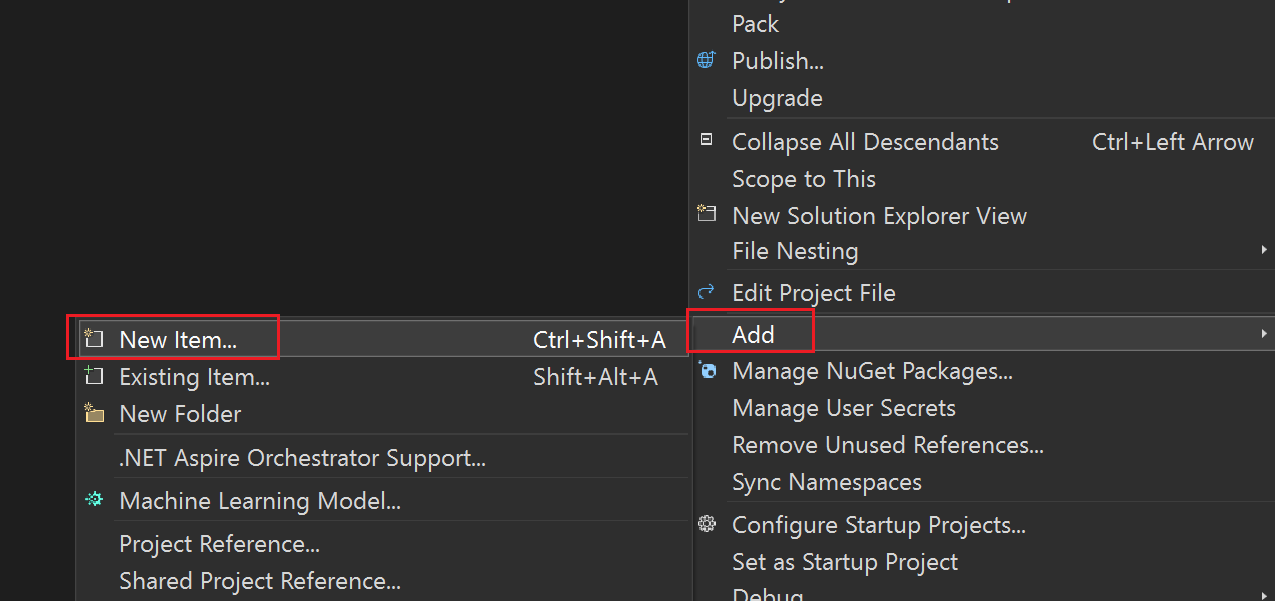 Pack
Publish...
Upgrade
Collapse All Descendants Ctrl+Left Arrow
Scope to This
New Solution Explorer View
File Nesting
Edit Project File
Add
Manage NuGet Packages...
Manage User Secrets
Remove Unused References...
Sync Namespaces
Configure Startup Projects...
Set as Startup Project
Debug
New Item... Ctrl+Shift+A
Existing Item... Shift+Alt+A
New Folder
.NET Aspire Orchestrator Support...
Machine Learning Model...
Project Reference...
Shared Project Reference...